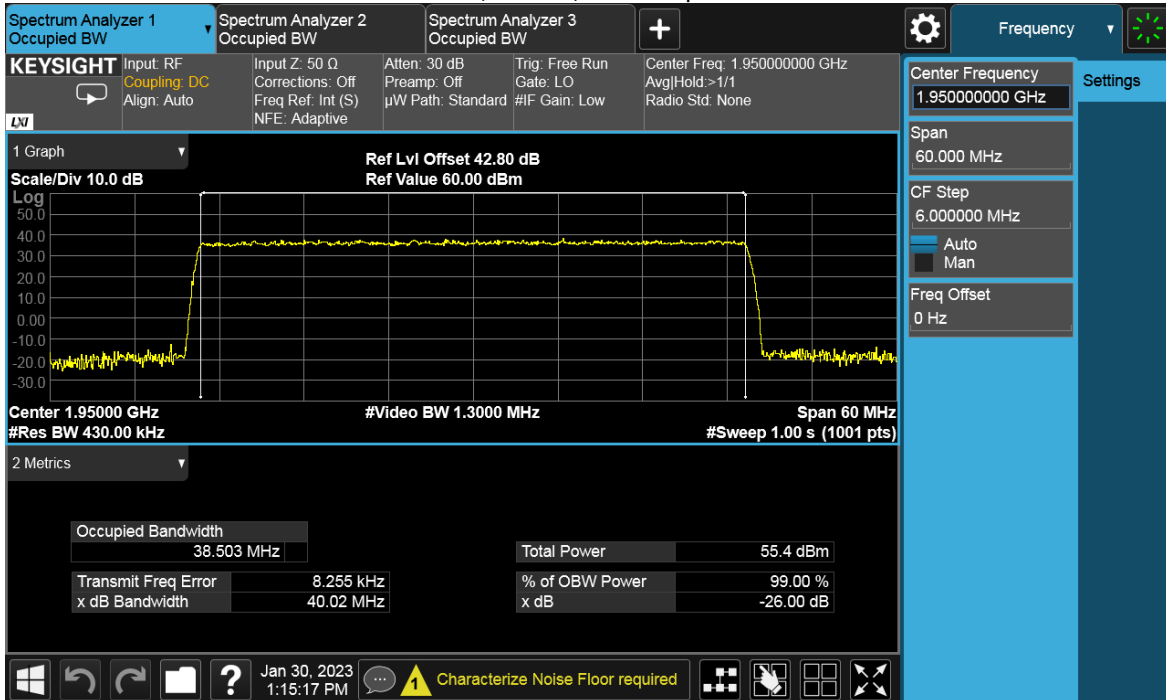 Spectrum Analyzer 1
Occupied BW
Spectrum Analyzer 2
Occupied BW
Spectrum Analyzer 3
Occupied BW
Frequency
KEYSIGHT
LXI
Input: RF
Coupling: DC
Align: Auto
Input Z: 50 Ω
Corrections: Off
Freq Ref: Int (S)
NFE: Adaptive
Atten: 30 dB
Preamp: Off
µW Path: Standard
Trig: Free Run
Gate: LO
#IF Gain: Low
Center Freq: 1.950000000 GHz
Avg|Hold:>1/1
Radio Std: None
Center Frequency
1.950000000 GHz
Settings
Span
60.000 MHz
CF Step
6.000000 MHz
Auto
Man
Freq Offset
0 Hz
1 Graph
Scale/Div 10.0 dB
Ref Lvl Offset 42.80 dB
Ref Value 60.00 dBm
Log
50.0
40.0
30.0
20.0
10.0
0.00
-10.0
-20.0
-30.0
Center 1.95000 GHz
#Video BW 1.3000 MHz
Span 60 MHz
#Res BW 430.00 kHz
#Sweep 1.00 s (1001 pts)
2 Metrics
Occupied Bandwidth
38.503 MHz
Total Power 55.4 dBm
Transmit Freq Error 8.255 kHz
% of OBW Power 99.00 %
x dB Bandwidth 40.02 MHz
x dB -26.00 dB
?
Jan 30, 2023
1:15:17 PM
1
Characterize Noise Floor required